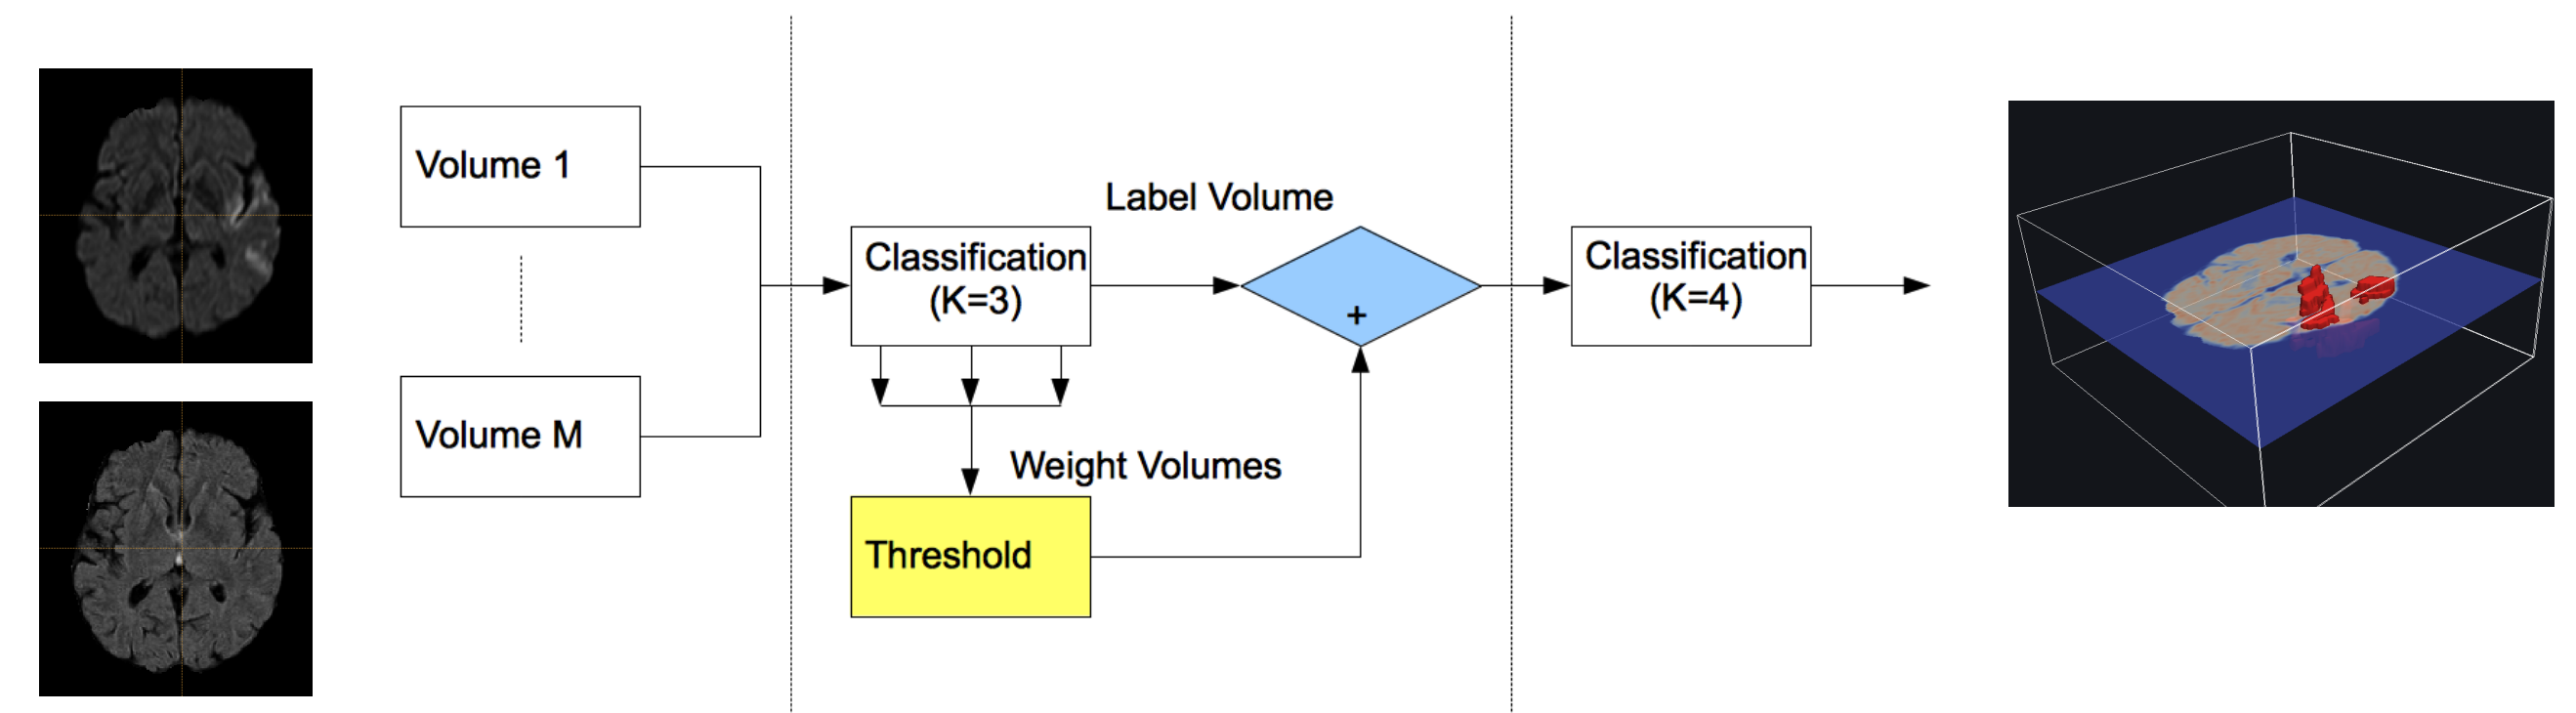 Volume 1
Volume M
Classification
(K=3)
Label Volume
+
Weight Volumes
Threshold
Classification
(K=4)